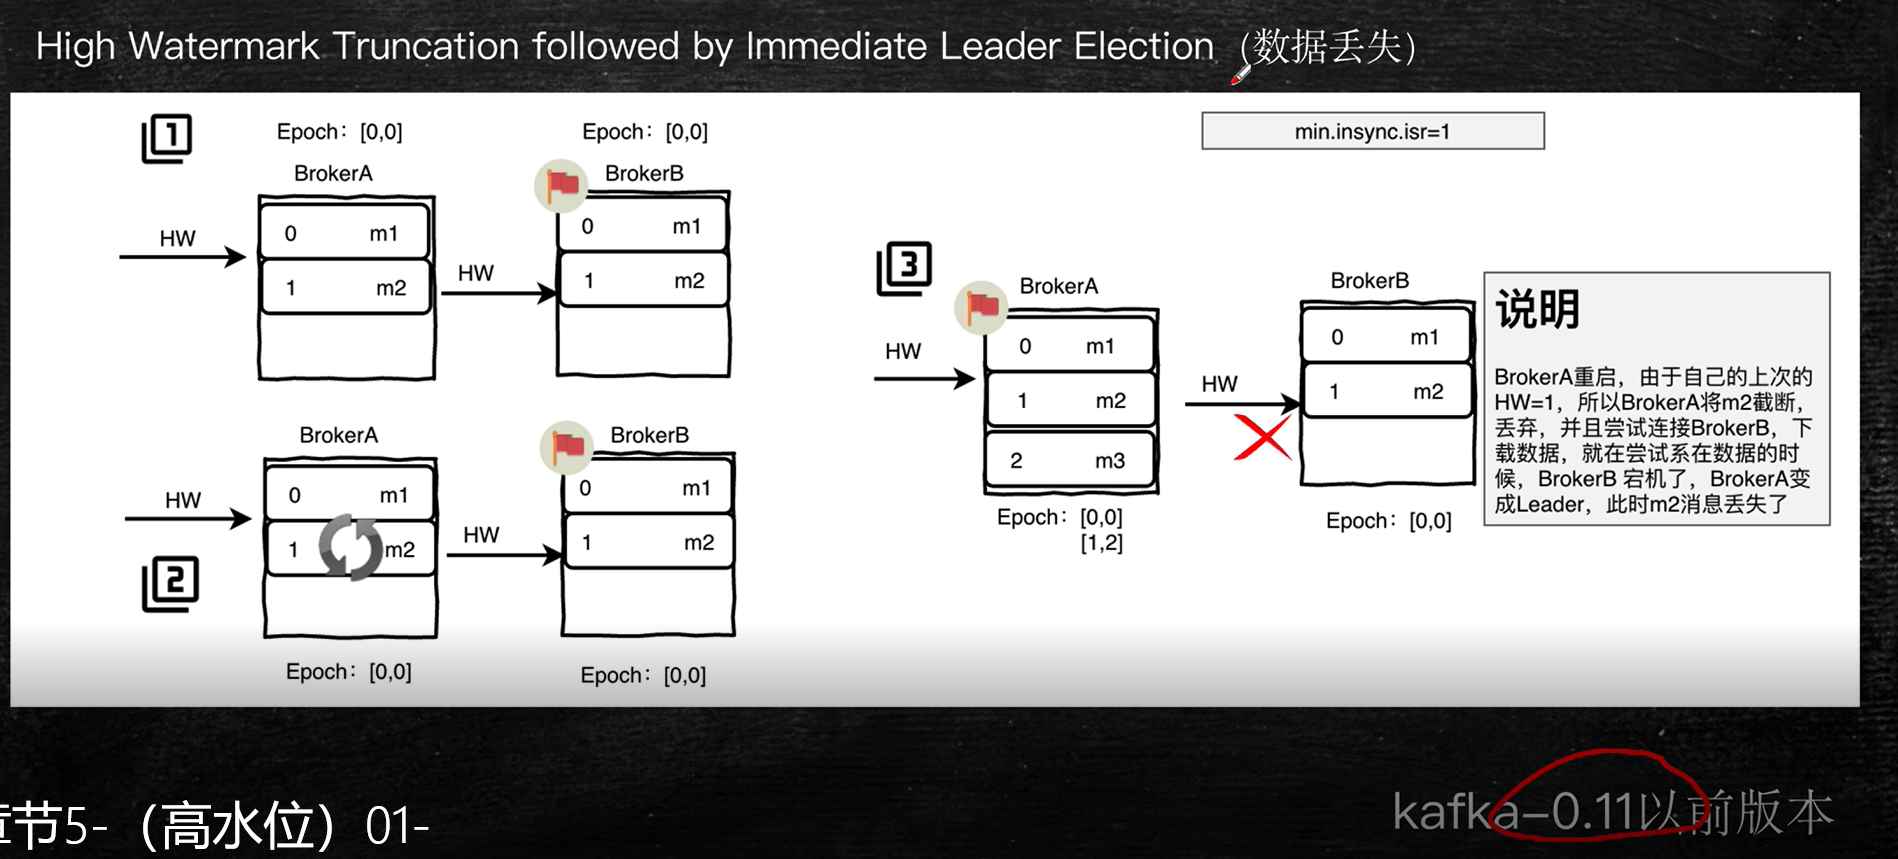 High Watermark Truncation followed by Immediate Leader Election (数据丢失)
1
Epoch: [0,0]
BrokerA
HW
0 m1
1 m2
Epoch: [0,0]
BrokerB
HW
0 m1
1 m2
2
BrokerA
HW
0 m1
1 m2
Epoch: [0,0]
BrokerB
HW
0 m1
1 m2
Epoch: [0,0]
min.insync.isr=1
3
BrokerA
HW
0 m1
1 m2
2 m3
Epoch: [0,0]
[1,2]
BrokerB
HW
0 m1
1 m2
Epoch: [0,0]
说明
BrokerA重启，由于自己的上次的
HW=1，所以BrokerA将m2截断，
丢弃，并且尝试连接BrokerB，下
载数据，就在尝试系在数据的时
候，BrokerB 宕机了，BrokerA变
成Leader，此时m2消息丢失了
章节5-（高水位）01-
kafka-0.11以前版本